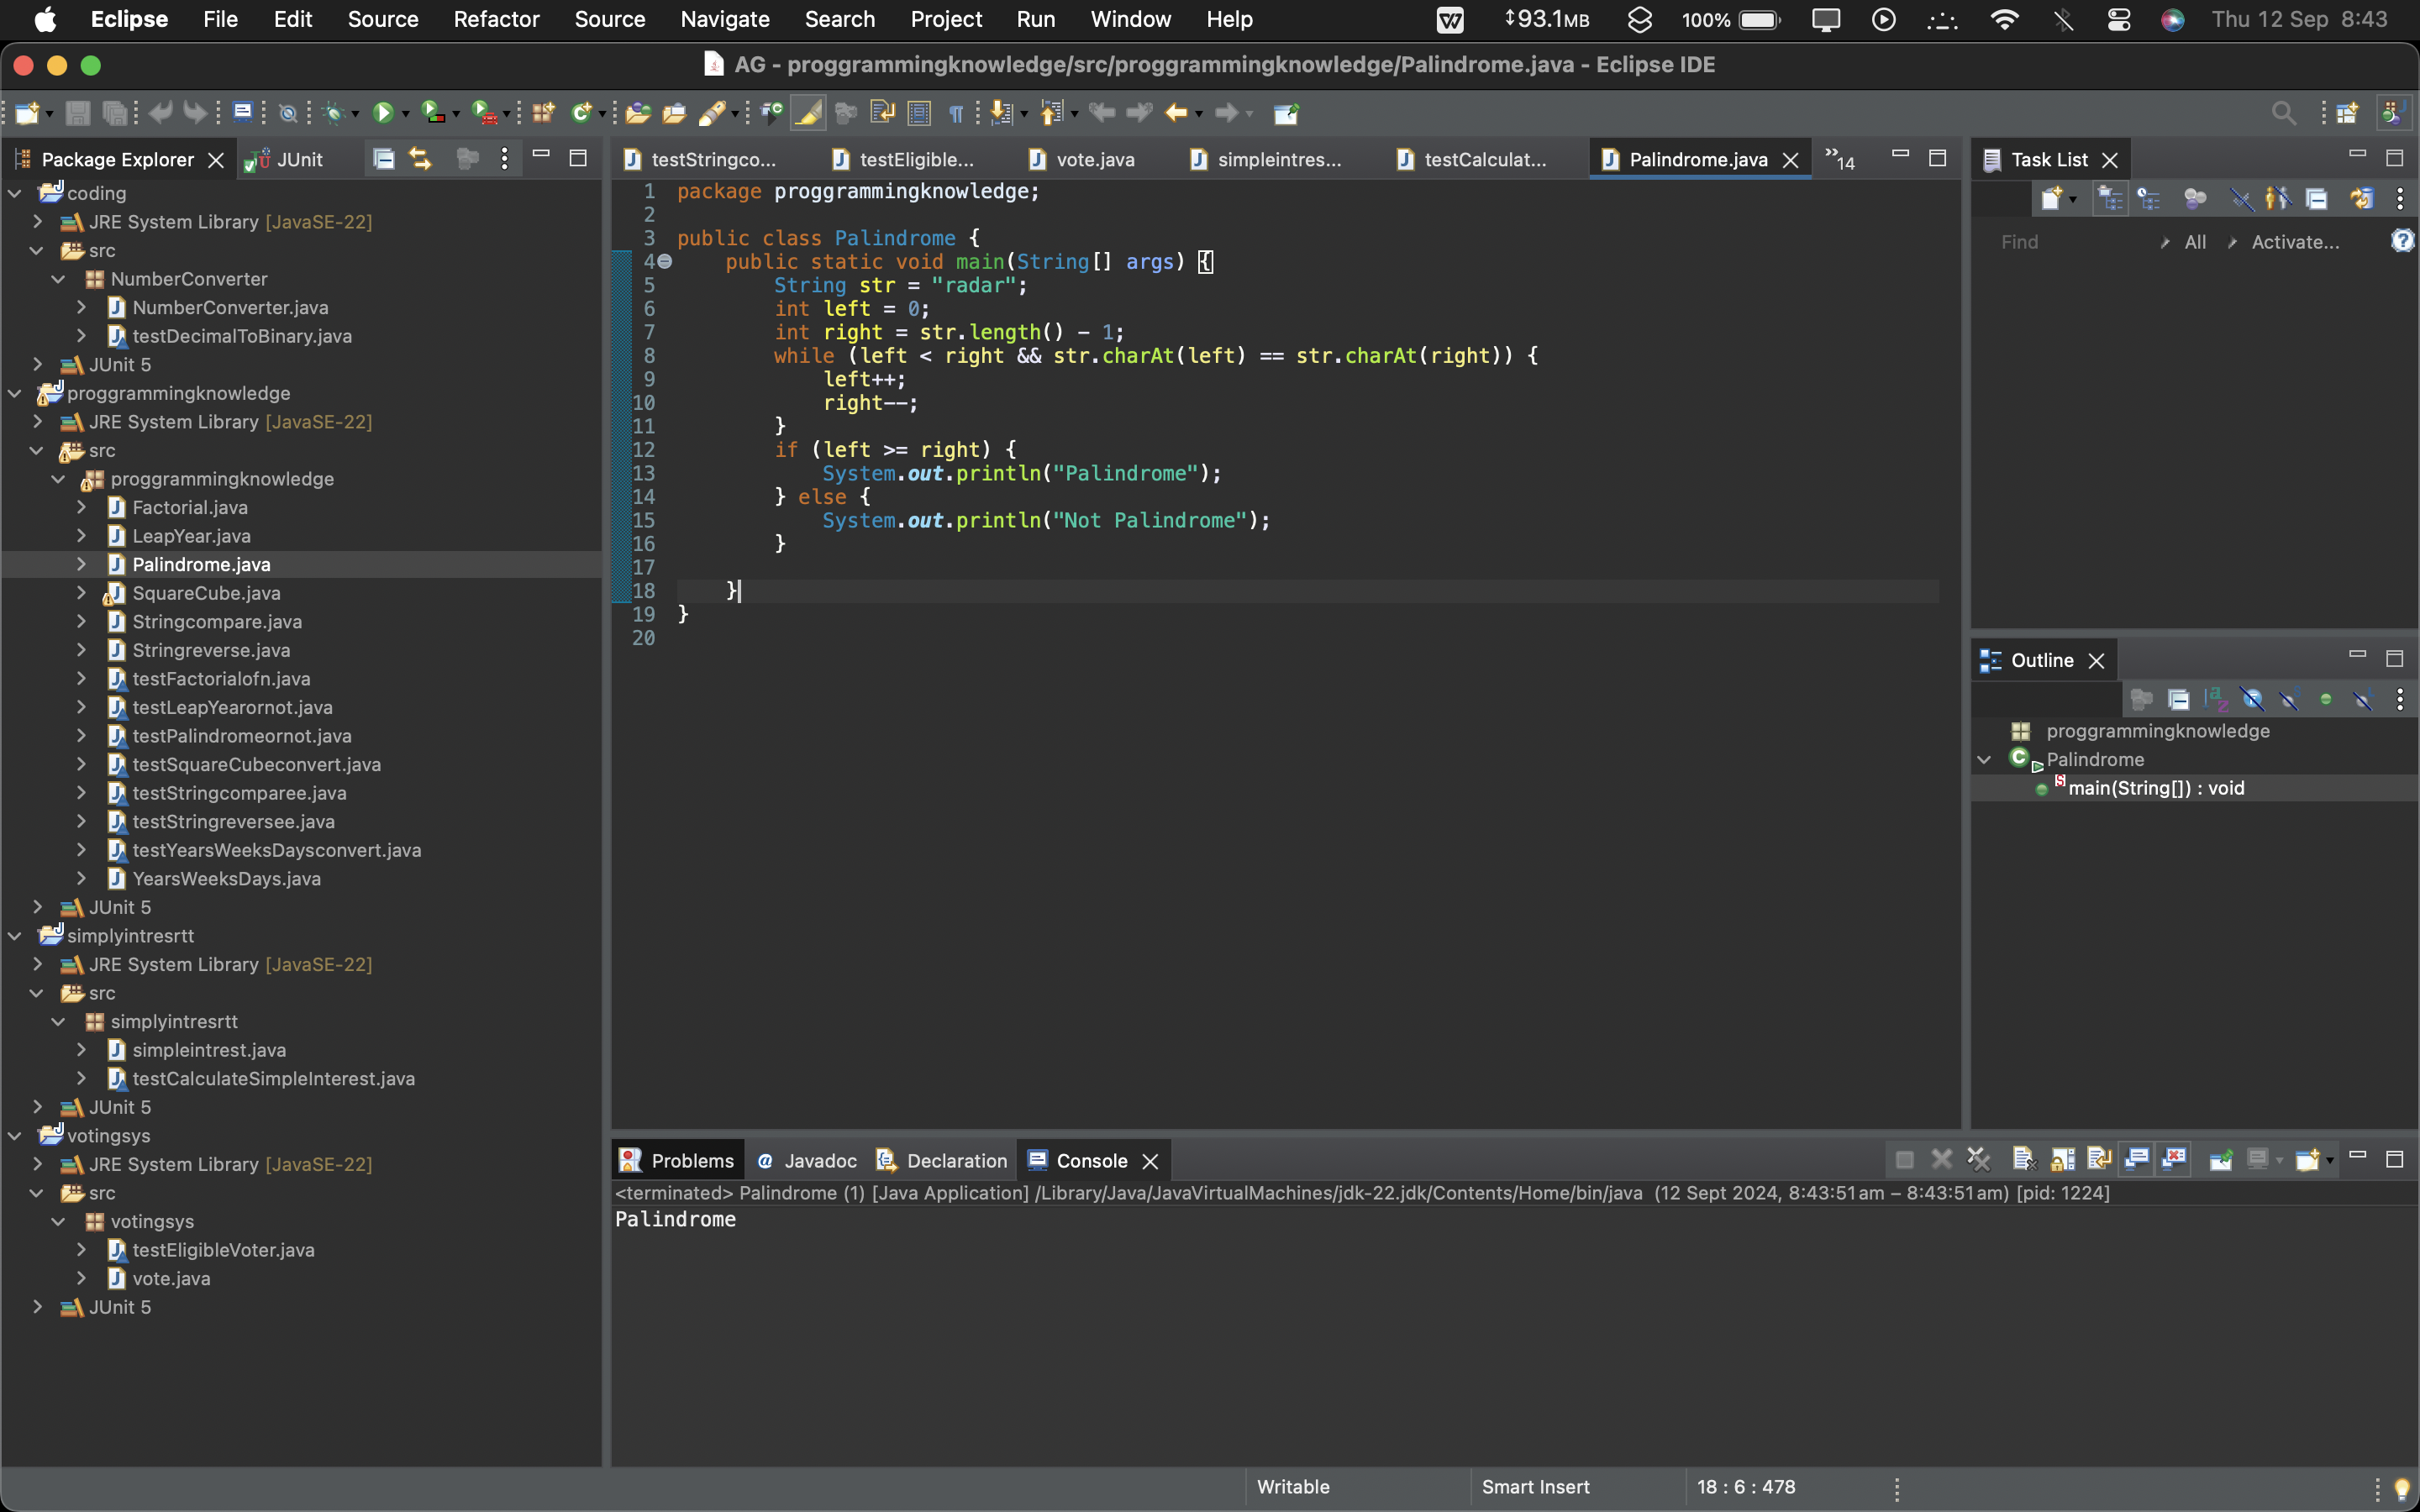 Eclipse File Edit Source Refactor Source Navigate Search Project Run Window Help 93.1MB 100% Thu 12 Sep 8:43
AG - proggrammingknowledge/src/proggrammingknowledge/Palindrome.java - Eclipse IDE
Package Explorer JUnit
coding
JRE System Library [JavaSE-22]
src
NumberConverter
NumberConverter.java
testDecimalToBinary.java
JUnit 5
proggrammingknowledge
JRE System Library [JavaSE-22]
src
proggrammingknowledge
Factorial.java
LeapYear.java
Palindrome.java
SquareCube.java
Stringcompare.java
Stringreverse.java
testFactorialofn.java
testLeapYearornot.java
testPalindromeornot.java
testSquareCubeconvert.java
testStringcomparee.java
testStringreversee.java
testYearsWeeksDaysconvert.java
YearsWeeksDays.java
JUnit 5
simplyintresrtt
JRE System Library [JavaSE-22]
src
simplyintresrtt
simpleintrest.java
testCalculateSimpleInterest.java
JUnit 5
votingsys
JRE System Library [JavaSE-22]
src
votingsys
testEligibleVoter.java
vote.java
JUnit 5
testStringco... testEligible... vote.java simpleintres... testCalculat... Palindrome.java »14
1 package proggrammingknowledge;
2
3 public class Palindrome {
4     public static void main(String[] args) {
5         String str = "radar";
6         int left = 0;
7         int right = str.length() - 1;
8         while (left < right && str.charAt(left) == str.charAt(right)) {
9             left++;
10             right--;
11         }
12         if (left >= right) {
13             System.out.println("Palindrome");
14         } else {
15             System.out.println("Not Palindrome");
16         }
17
18     }
19 }
20
Task List
Find All Activate...
Outline
proggrammingknowledge
Palindrome
main(String[]) : void
Problems @ Javadoc Declaration Console
<terminated> Palindrome (1) [Java Application] /Library/Java/JavaVirtualMachines/jdk-22.jdk/Contents/Home/bin/java (12 Sept 2024, 8:43:51 am – 8:43:51 am) [pid: 1224]
Palindrome
Writable Smart Insert 18 : 6 : 478